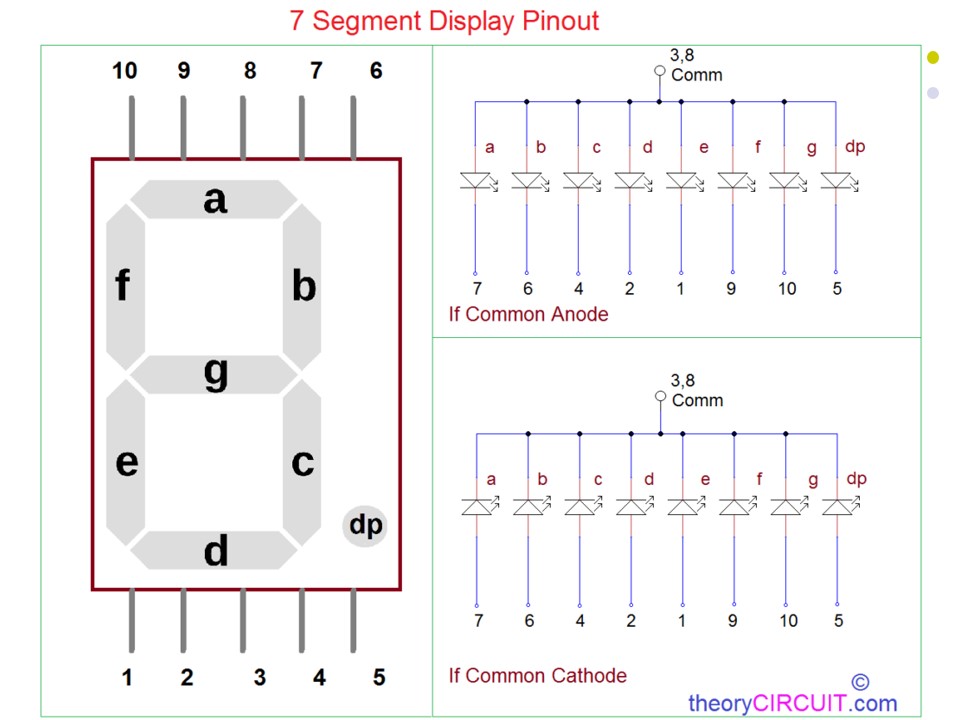 7 Segment Display Pinout
10 9 8 7 6
a
f b
g
e c
dp
d
1 2 3 4 5
3,8
Comm
a b c d e f g dp
7 6 4 2 1 9 10 5
If Common Anode
3,8
Comm
a b c d e f g dp
7 6 4 2 1 9 10 5
If Common Cathode
©
theoryCIRCUIT.com